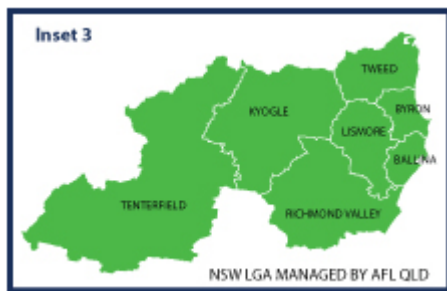 Inset 3
TWEED
KYOGLE
BYRON
LISMORE
BALLINA
TENTERFIELD
RICHMOND VALLEY
NSW LGA MANAGED BY AFL QLD